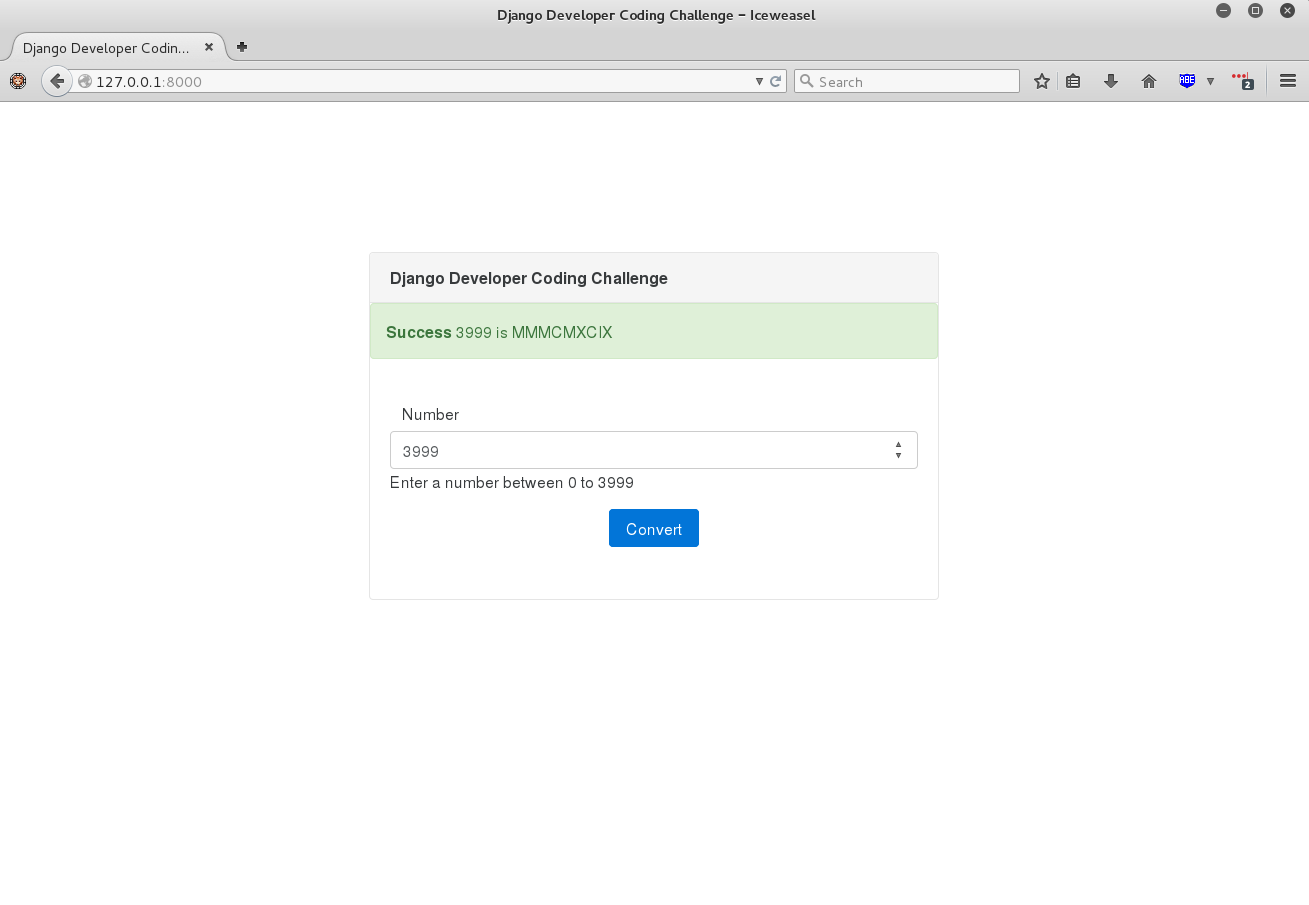 Django Developer Coding Challenge – Iceweasel
Django Developer Codin...
127.0.0.1:8000
Search
ABE
2
Django Developer Coding Challenge
Success 3999 is MMMCMXCIX
Number
3999
Enter a number between 0 to 3999
Convert